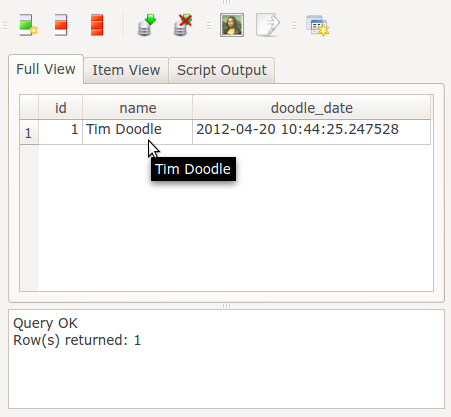 Full View Item View Script Output
id name doodle_date
1 1 Tim Doodle 2012-04-20 10:44:25.247528
Tim Doodle
Query OK
Row(s) returned: 1